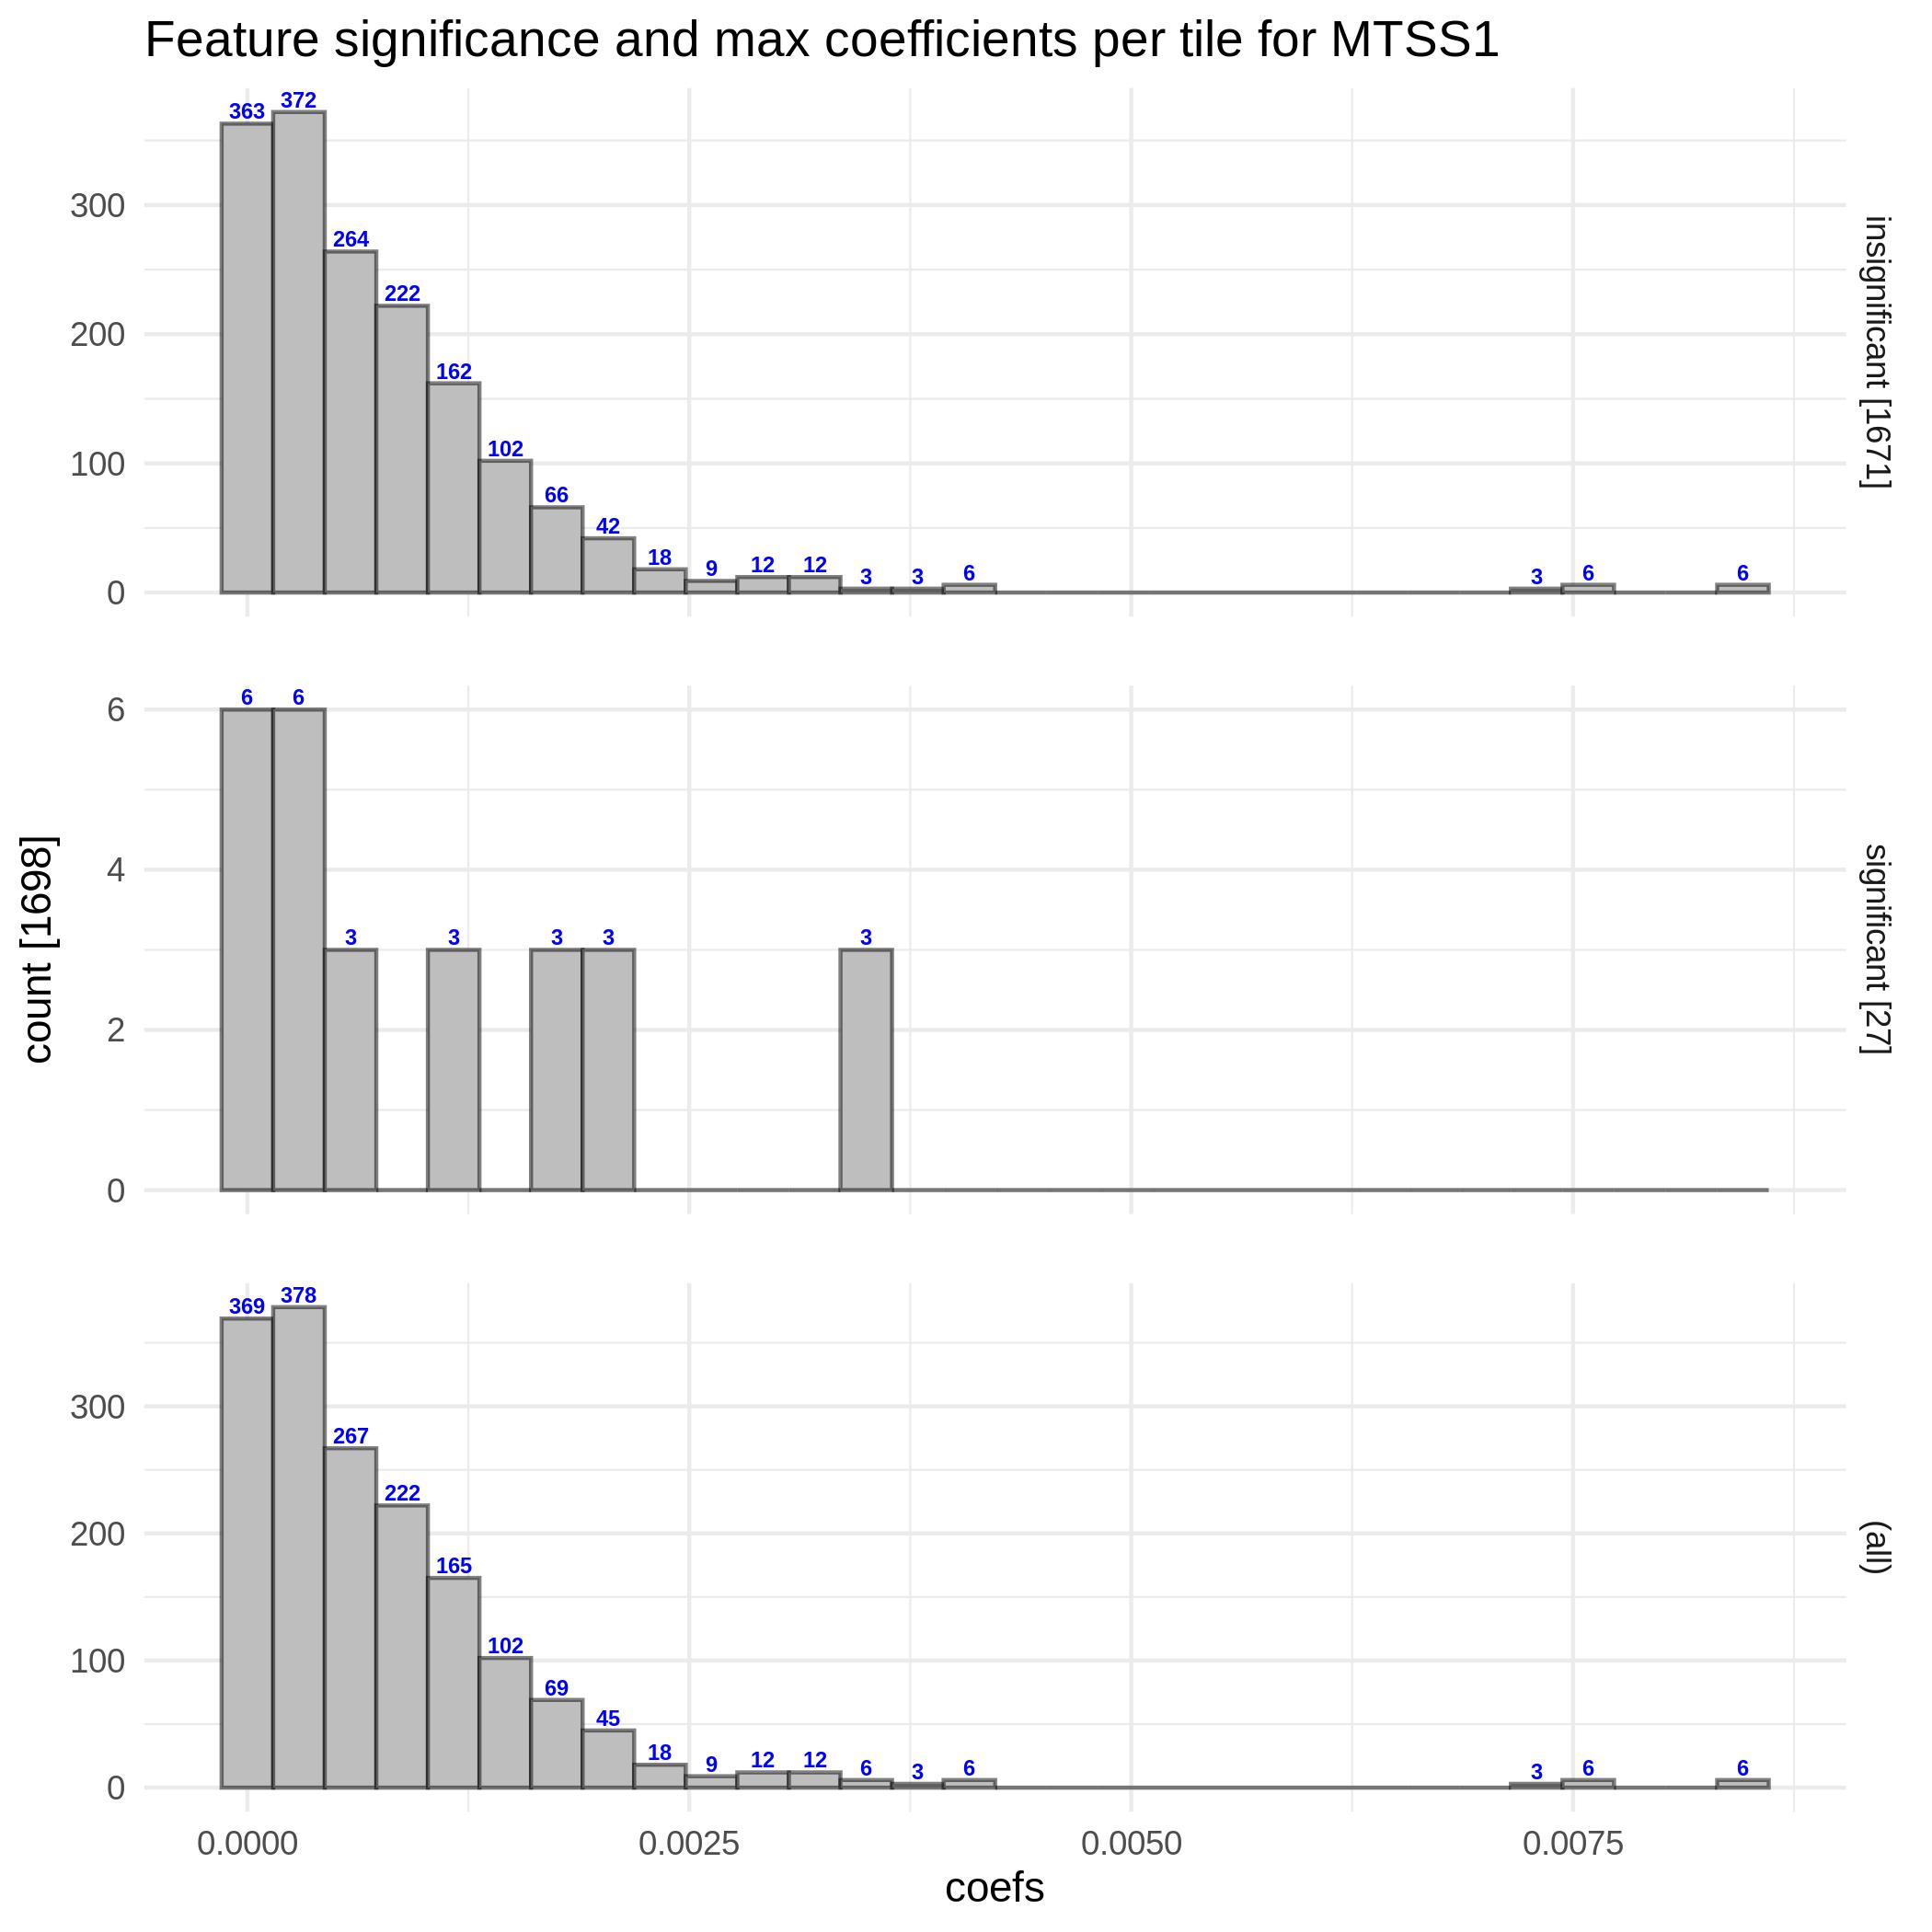 Feature significance and max coefficients per tile for MTSS1
363 372 264 222 162 102 66 42 18 9 12 12 3 3 6 3 6 6
300
200
100
0
insignificant [1671]
6 6 3 3 3 3 3
6
4
2
0
significant [27]
count [1698]
369 378 267 222 165 102 69 45 18 9 12 12 6 3 6 3 6 6
300
200
100
0
(all)
0.0000 0.0025 0.0050 0.0075
coefs